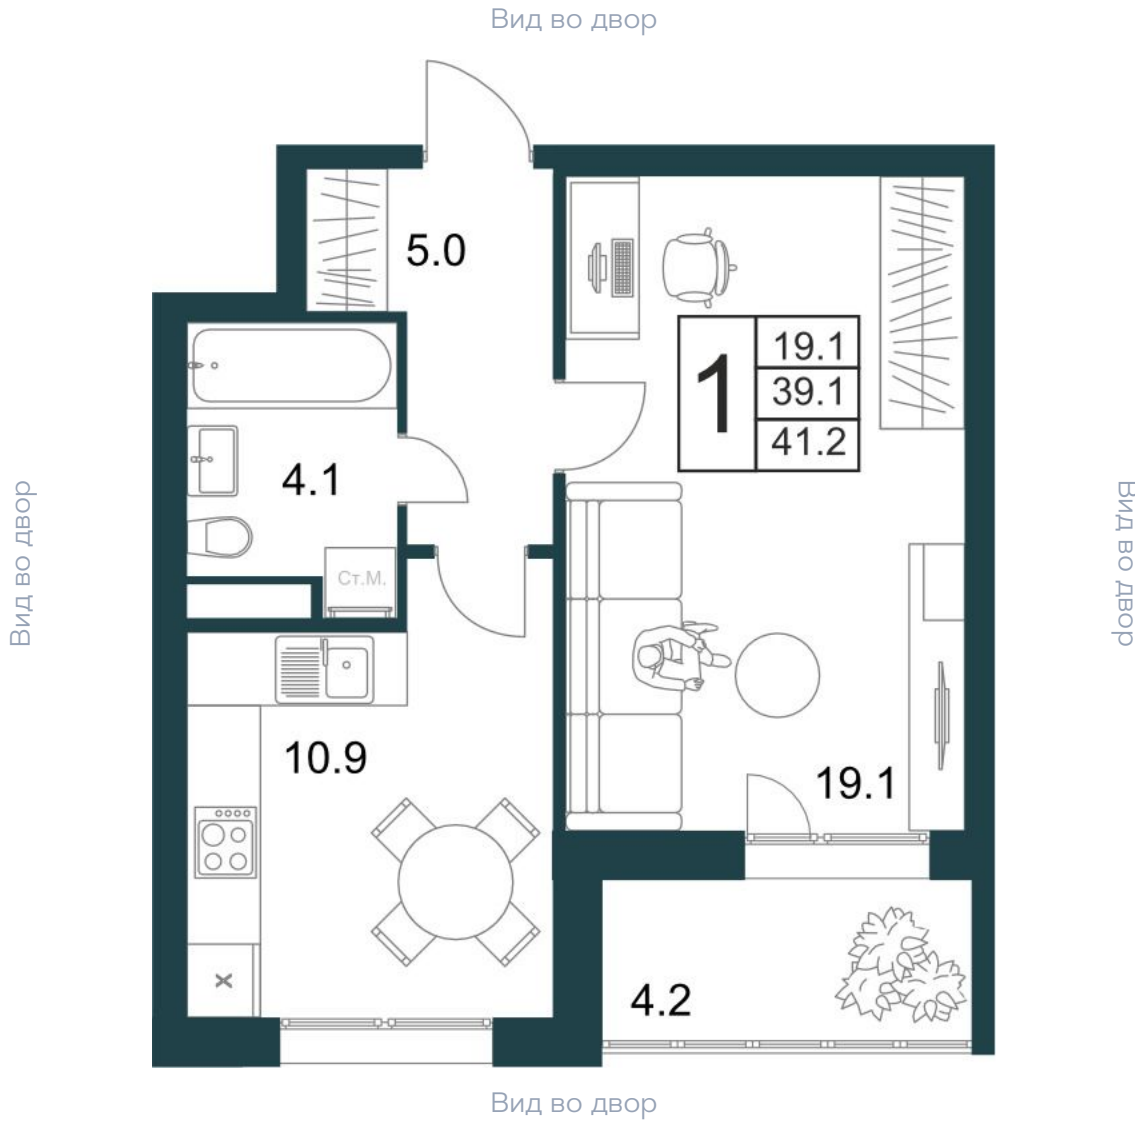 Вид во двор
5.0
1
19.1
39.1
41.2
4.1
Вид во двор
Вид во двор
Ст.М.
10.9
19.1
X
4.2
Вид во двор